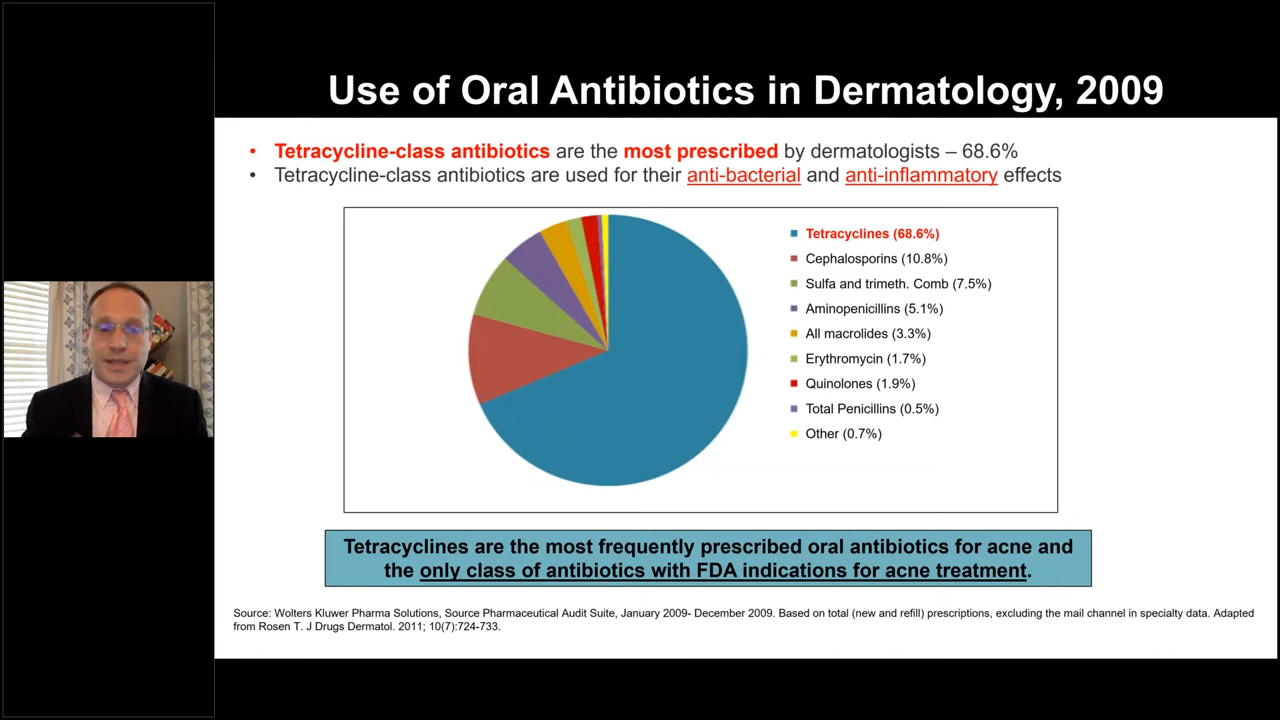 Use of Oral Antibiotics in Dermatology, 2009
• Tetracycline-class antibiotics are the most prescribed by dermatologists – 68.6%
• Tetracycline-class antibiotics are used for their anti-bacterial and anti-inflammatory effects
Tetracyclines (68.6%)
Cephalosporins (10.8%)
Sulfa and trimeth. Comb (7.5%)
Aminopenicillins (5.1%)
All macrolides (3.3%)
Erythromycin (1.7%)
Quinolones (1.9%)
Total Penicillins (0.5%)
Other (0.7%)
Tetracyclines are the most frequently prescribed oral antibiotics for acne and
the only class of antibiotics with FDA indications for acne treatment.
Source: Wolters Kluwer Pharma Solutions, Source Pharmaceutical Audit Suite, January 2009- December 2009. Based on total (new and refill) prescriptions, excluding the mail channel in specialty data. Adapted
from Rosen T. J Drugs Dermatol. 2011; 10(7):724-733.